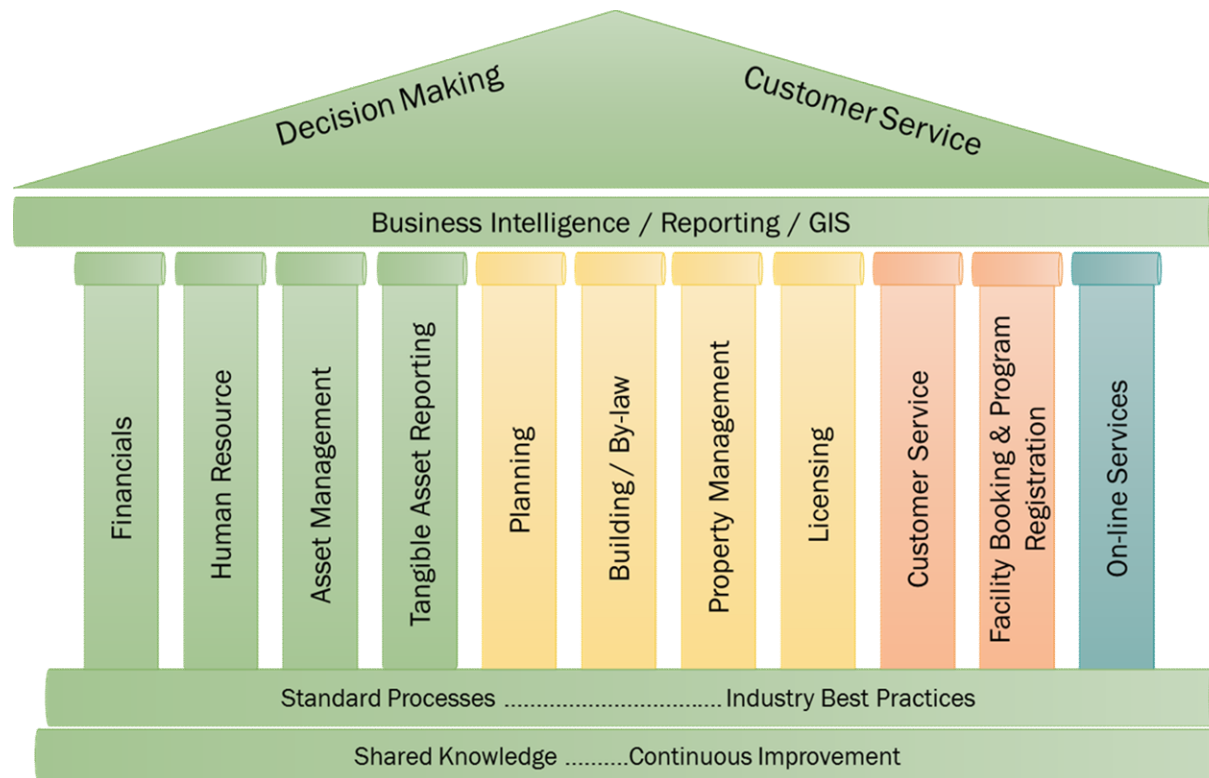 Decision Making
Customer Service
Business Intelligence / Reporting / GIS
Financials
Human Resource
Asset Management
Tangible Asset Reporting
Planning
Building / By-law
Property Management
Licensing
Customer Service
Facility Booking & Program
Registration
On-line Services
Standard Processes ..................................Industry Best Practices
Shared Knowledge ..........Continuous Improvement